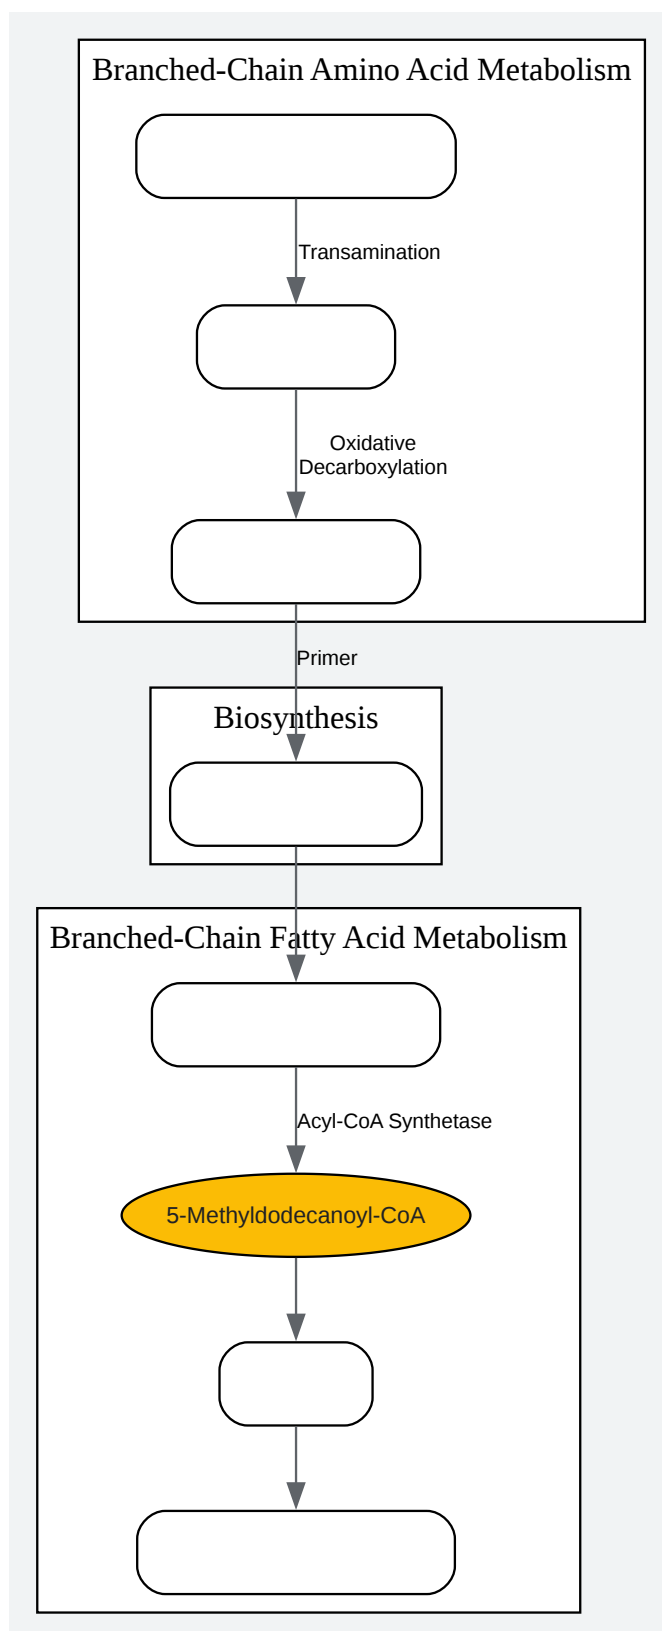 Branched-Chain Amino Acid Metabolism
Transamination
Oxidative
Decarboxylation
Primer
Biosynthesis
Branched-Chain Fatty Acid Metabolism
Acyl-CoA Synthetase
5-Methyldodecanoyl-CoA